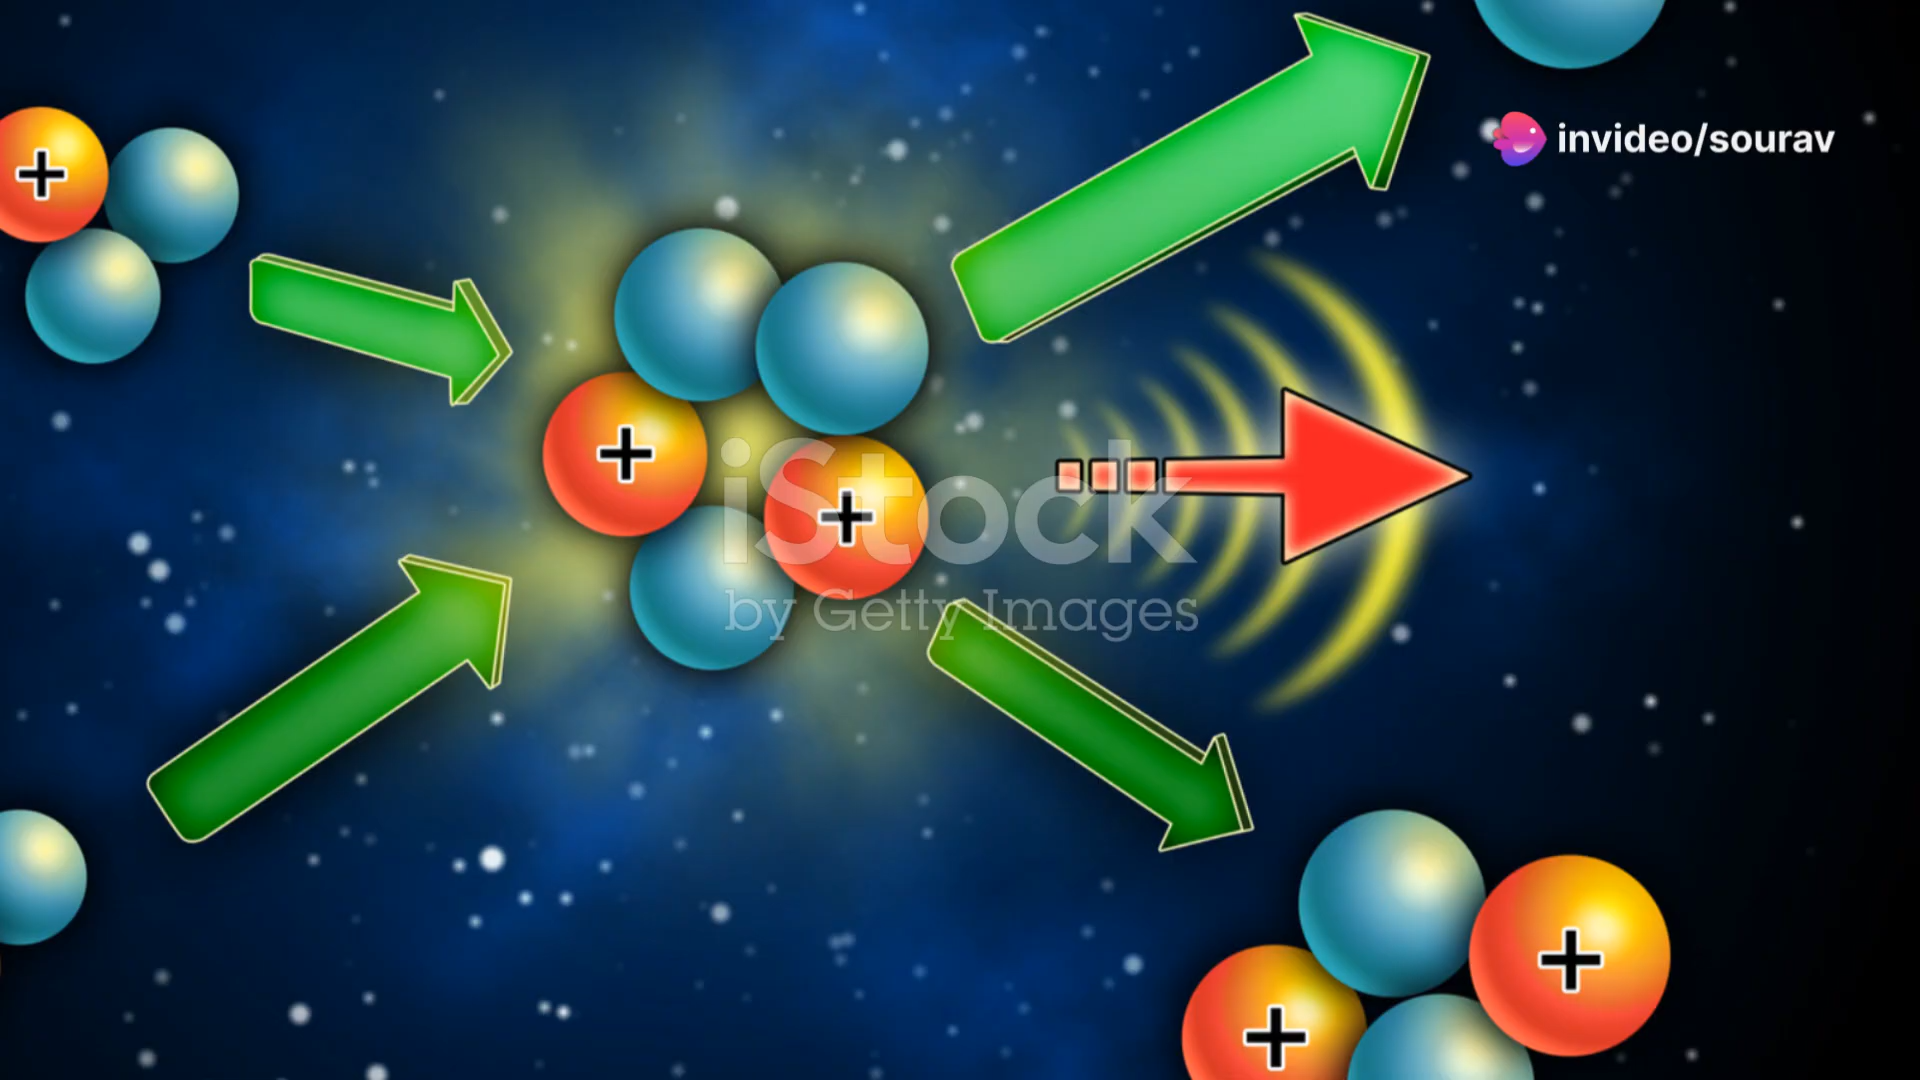 invideo/sourav
+
+
+
iStock
by Getty Images
+
+